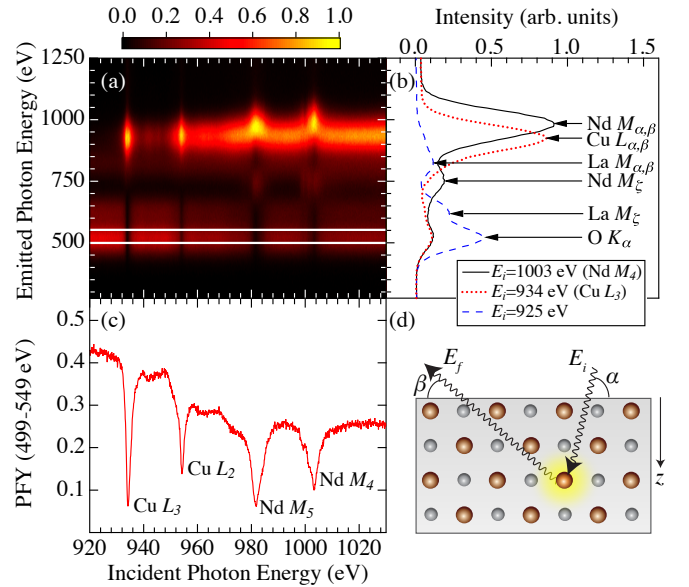 0.0 0.2 0.4 0.6 0.8 1.0
Intensity (arb. units)
0.0 0.5 1.0 1.5
Emitted Photon Energy (eV)
1250
1000
750
500
(a)
(b)
Nd Mα,β
Cu Lα,β
La Mα,β
Nd Mζ
La Mζ
O Kα
Ei=1003 eV (Nd M4)
Ei=934 eV (Cu L3)
Ei=925 eV
PFY (499-549 eV)
0.5
0.4
0.3
0.2
0.1
(c)
Cu L3
Cu L2
Nd M5
Nd M4
920 940 960 980 1000 1020
Incident Photon Energy (eV)
(d)
Ef
Ei
β
α
z